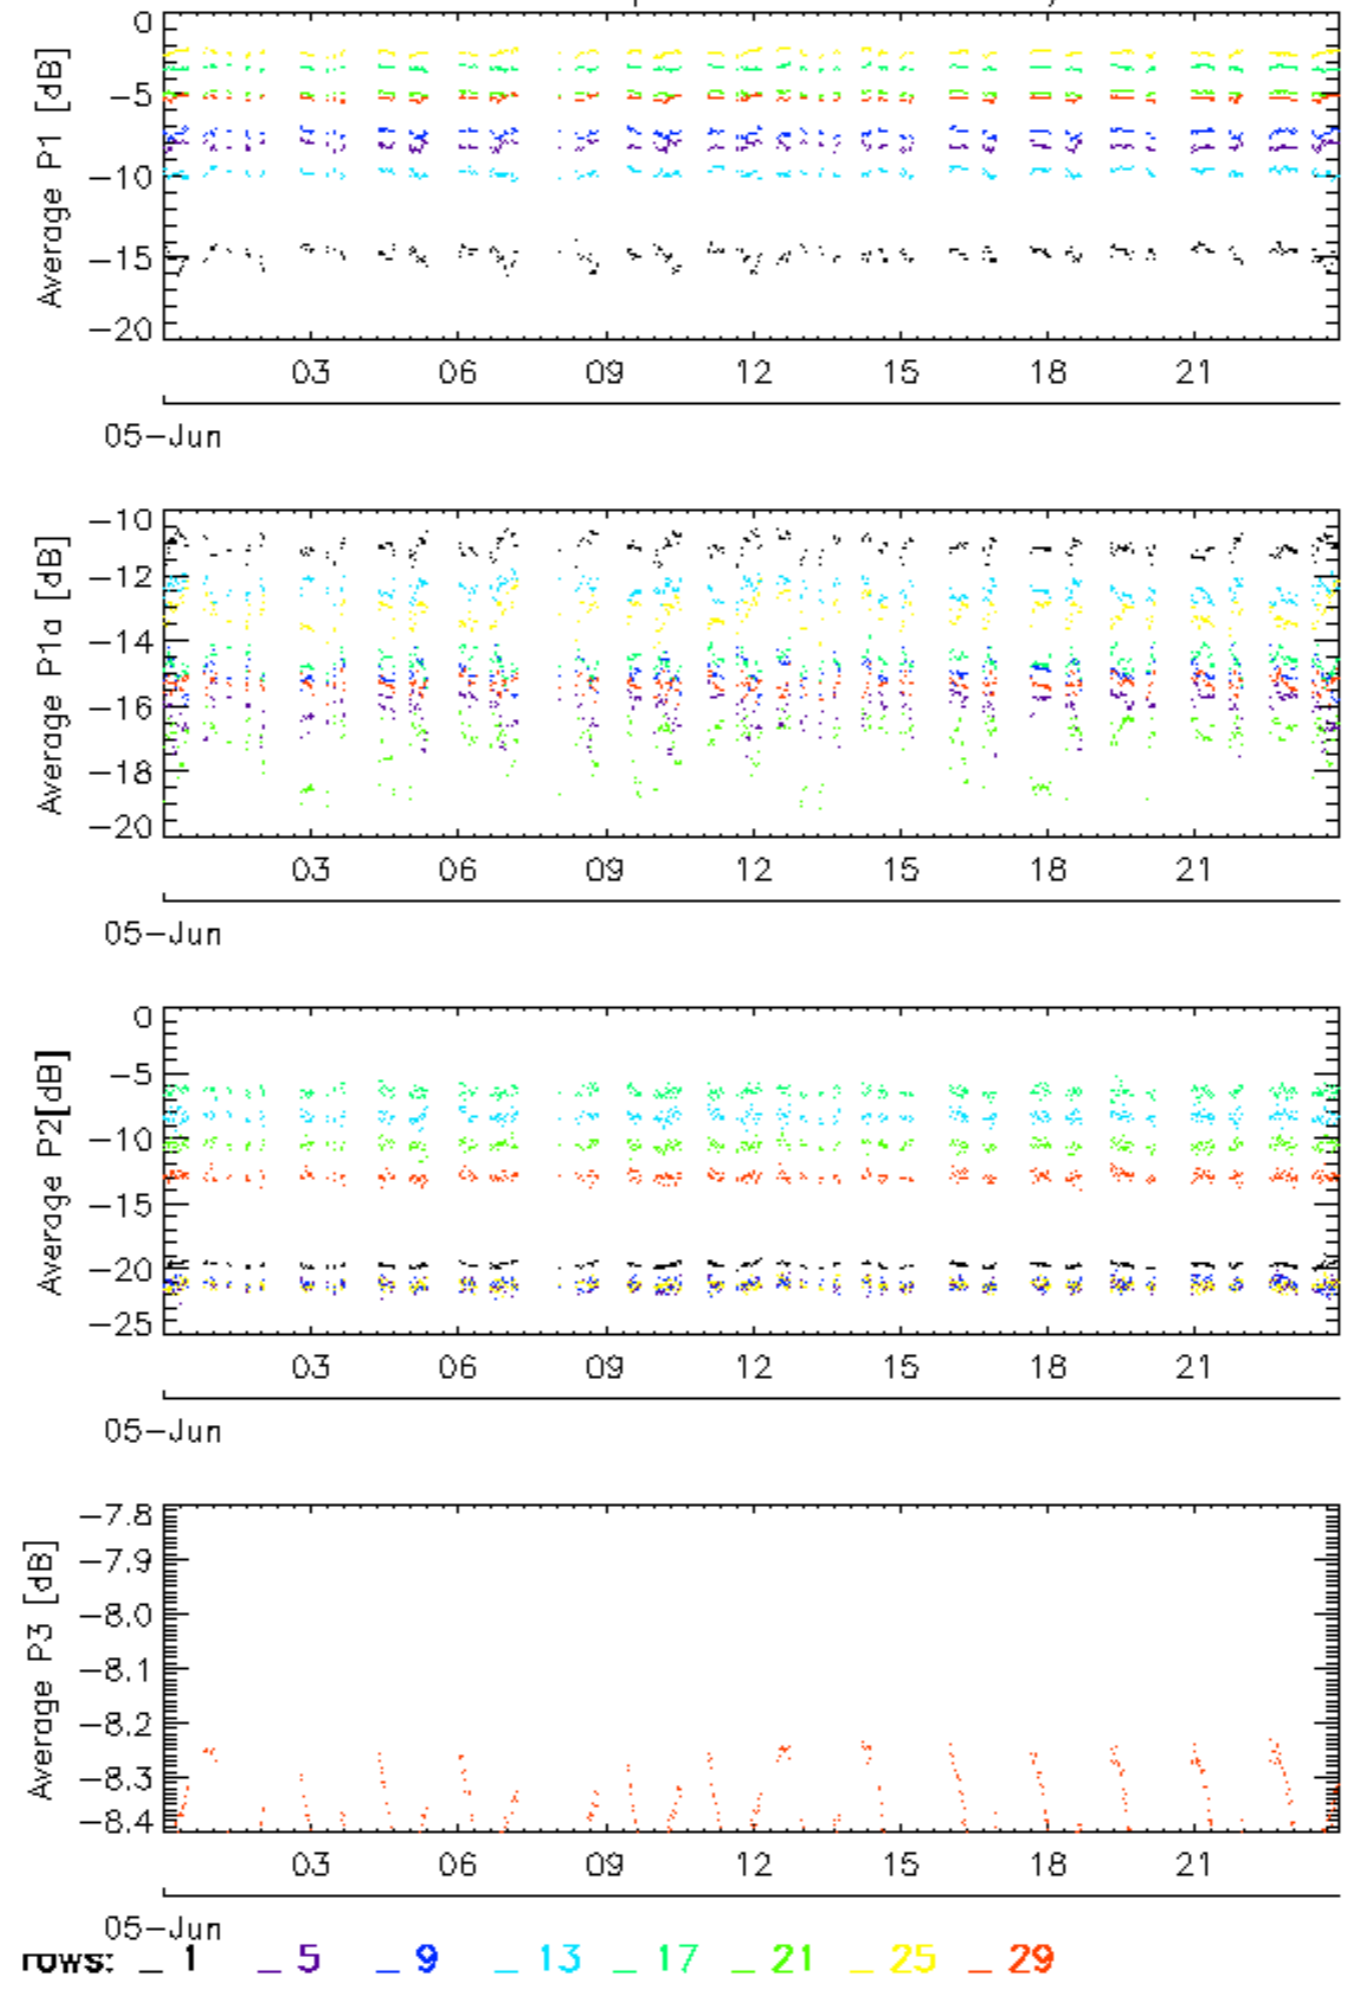 0
-5
-10
-15
-20
Average P1 [dB]
03 06 09 12 15 18 21
05-Jun
-10
-12
-14
-16
-18
-20
Average P1a [dB]
03 06 09 12 15 18 21
05-Jun
0
-5
-10
-15
-20
-25
Average P2[dB]
03 06 09 12 15 18 21
05-Jun
-7.8
-7.9
-8.0
-8.1
-8.2
-8.3
-8.4
Average P3 [dB]
03 06 09 12 15 18 21
05-Jun
rows: _ 1 _ 5 _ 9 _ 13 _ 17 _ 21 _ 25 _ 29